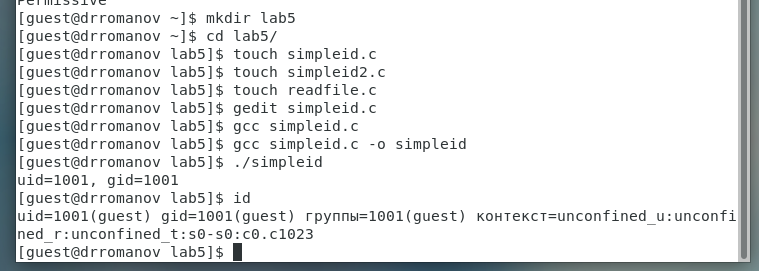 Permissive
[guest@drromanov ~]$ mkdir lab5
[guest@drromanov ~]$ cd lab5/
[guest@drromanov lab5]$ touch simpleid.c
[guest@drromanov lab5]$ touch simpleid2.c
[guest@drromanov lab5]$ touch readfile.c
[guest@drromanov lab5]$ gedit simpleid.c
[guest@drromanov lab5]$ gcc simpleid.c
[guest@drromanov lab5]$ gcc simpleid.c -o simpleid
[guest@drromanov lab5]$ ./simpleid
uid=1001, gid=1001
[guest@drromanov lab5]$ id
uid=1001(guest) gid=1001(guest) группы=1001(guest) контекст=unconfined_u:unconfi
ned_r:unconfined_t:s0-s0:c0.c1023
[guest@drromanov lab5]$